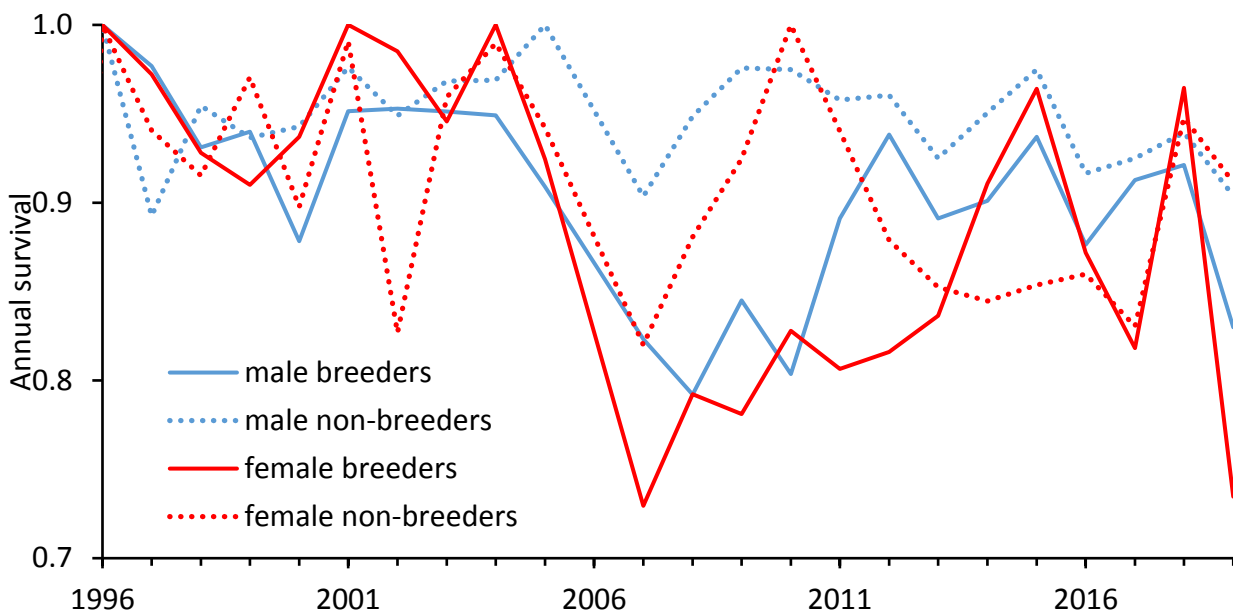 1.0
0.9
0.8
0.7
Annual survival
male breeders
male non-breeders
female breeders
female non-breeders
1996
2001
2006
2011
2016